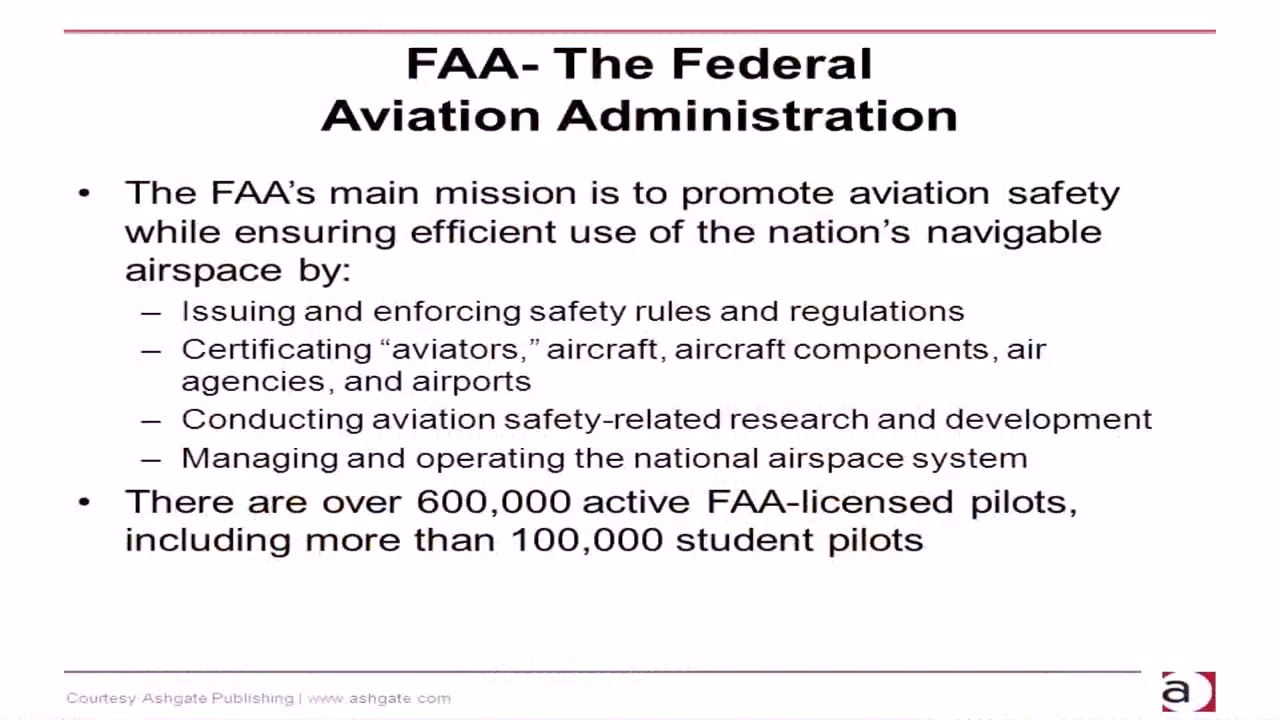 FAA- The Federal
Aviation Administration
• The FAA’s main mission is to promote aviation safety
while ensuring efficient use of the nation’s navigable
airspace by:
– Issuing and enforcing safety rules and regulations
– Certificating “aviators,” aircraft, aircraft components, air
agencies, and airports
– Conducting aviation safety-related research and development
– Managing and operating the national airspace system
• There are over 600,000 active FAA-licensed pilots,
including more than 100,000 student pilots
Courtesy Ashgate Publishing | www.ashgate.com
a